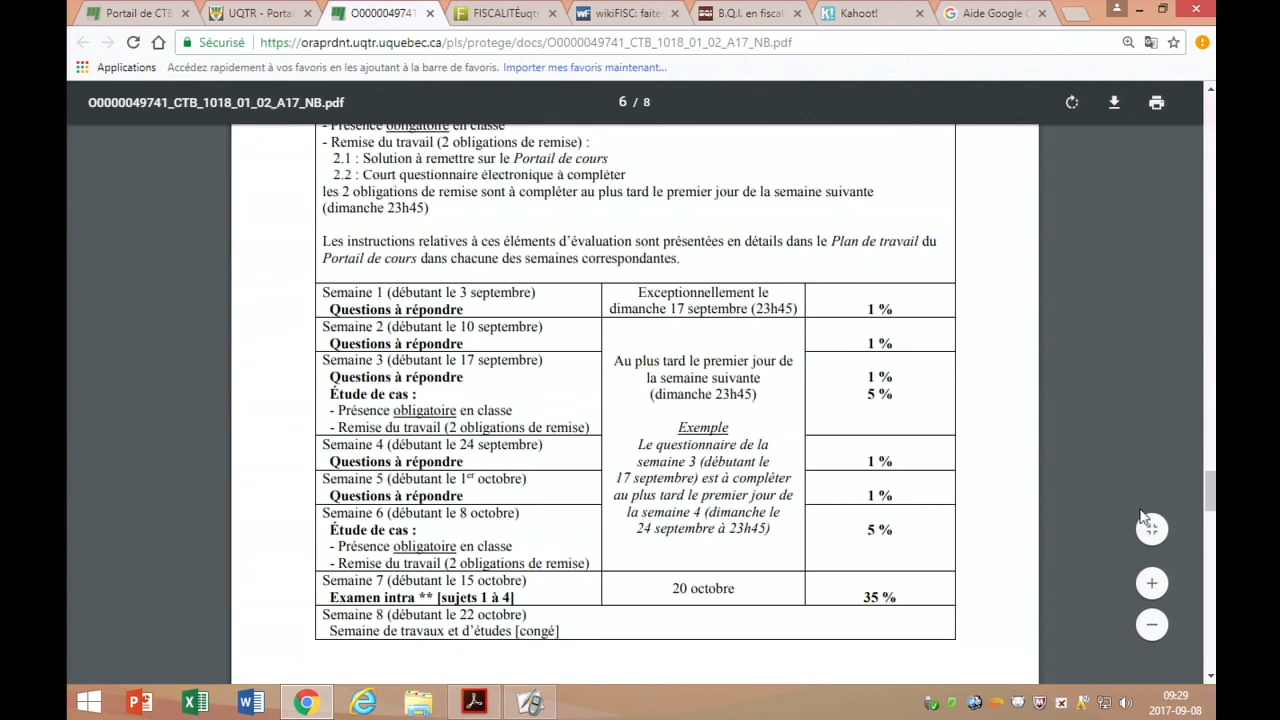 Portail de CTB
UQTR - Porta
O0000049741
FISCALITÉuqt
wikiFISC: faite
B.Q.I. en fiscal
Kahoot!
Aide Google C
Sécurisé
https://oraprdnt.uqtr.uquebec.ca/pls/protege/docs/O0000049741_CTB_1018_01_02_A17_NB.pdf
Applications
Accédez rapidement à vos favoris en les ajoutant à la barre de favoris. Importer mes favoris maintenant...
O0000049741_CTB_1018_01_02_A17_NB.pdf
6 / 8
- Présence obligatoire en classe
- Remise du travail (2 obligations de remise) :
2.1 : Solution à remettre sur le Portail de cours
2.2 : Court questionnaire électronique à compléter
les 2 obligations de remise sont à compléter au plus tard le premier jour de la semaine suivante
(dimanche 23h45)
Les instructions relatives à ces éléments d'évaluation sont présentées en détails dans le Plan de travail du
Portail de cours dans chacune des semaines correspondantes.
Semaine 1 (débutant le 3 septembre)
Questions à répondre
Exceptionnellement le
dimanche 17 septembre (23h45)
1 %
Semaine 2 (débutant le 10 septembre)
Questions à répondre
1 %
Semaine 3 (débutant le 17 septembre)
Questions à répondre
Étude de cas :
- Présence obligatoire en classe
- Remise du travail (2 obligations de remise)
Au plus tard le premier jour de
la semaine suivante
(dimanche 23h45)
Exemple
Le questionnaire de la
semaine 3 (débutant le
17 septembre) est à compléter
au plus tard le premier jour de
la semaine 4 (dimanche le
24 septembre à 23h45)
1 %
5 %
Semaine 4 (débutant le 24 septembre)
Questions à répondre
1 %
Semaine 5 (débutant le 1er octobre)
Questions à répondre
1 %
Semaine 6 (débutant le 8 octobre)
Étude de cas :
- Présence obligatoire en classe
- Remise du travail (2 obligations de remise)
5 %
Semaine 7 (débutant le 15 octobre)
Examen intra ** [sujets 1 à 4]
20 octobre
35 %
Semaine 8 (débutant le 22 octobre)
Semaine de travaux et d'études [congé]
09:29
2017-09-08